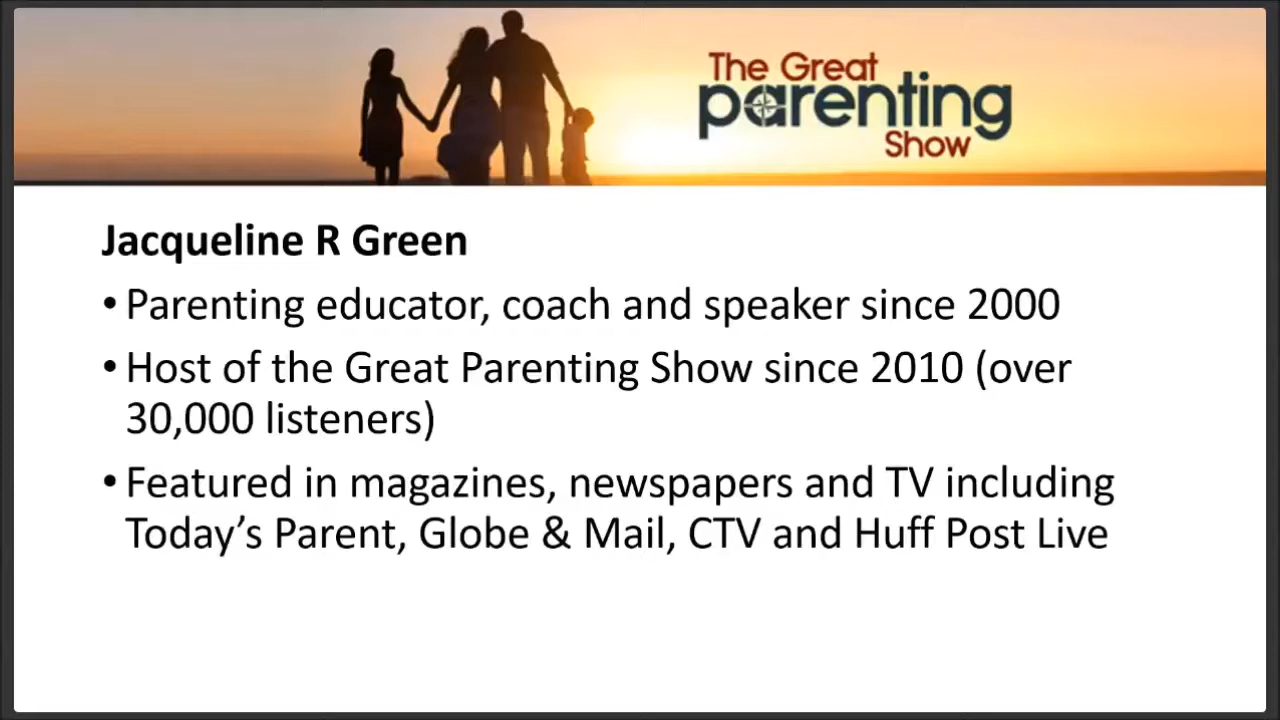 The Great
parenting
Show
Jacqueline R Green
• Parenting educator, coach and speaker since 2000
• Host of the Great Parenting Show since 2010 (over
30,000 listeners)
• Featured in magazines, newspapers and TV including
Today’s Parent, Globe & Mail, CTV and Huff Post Live